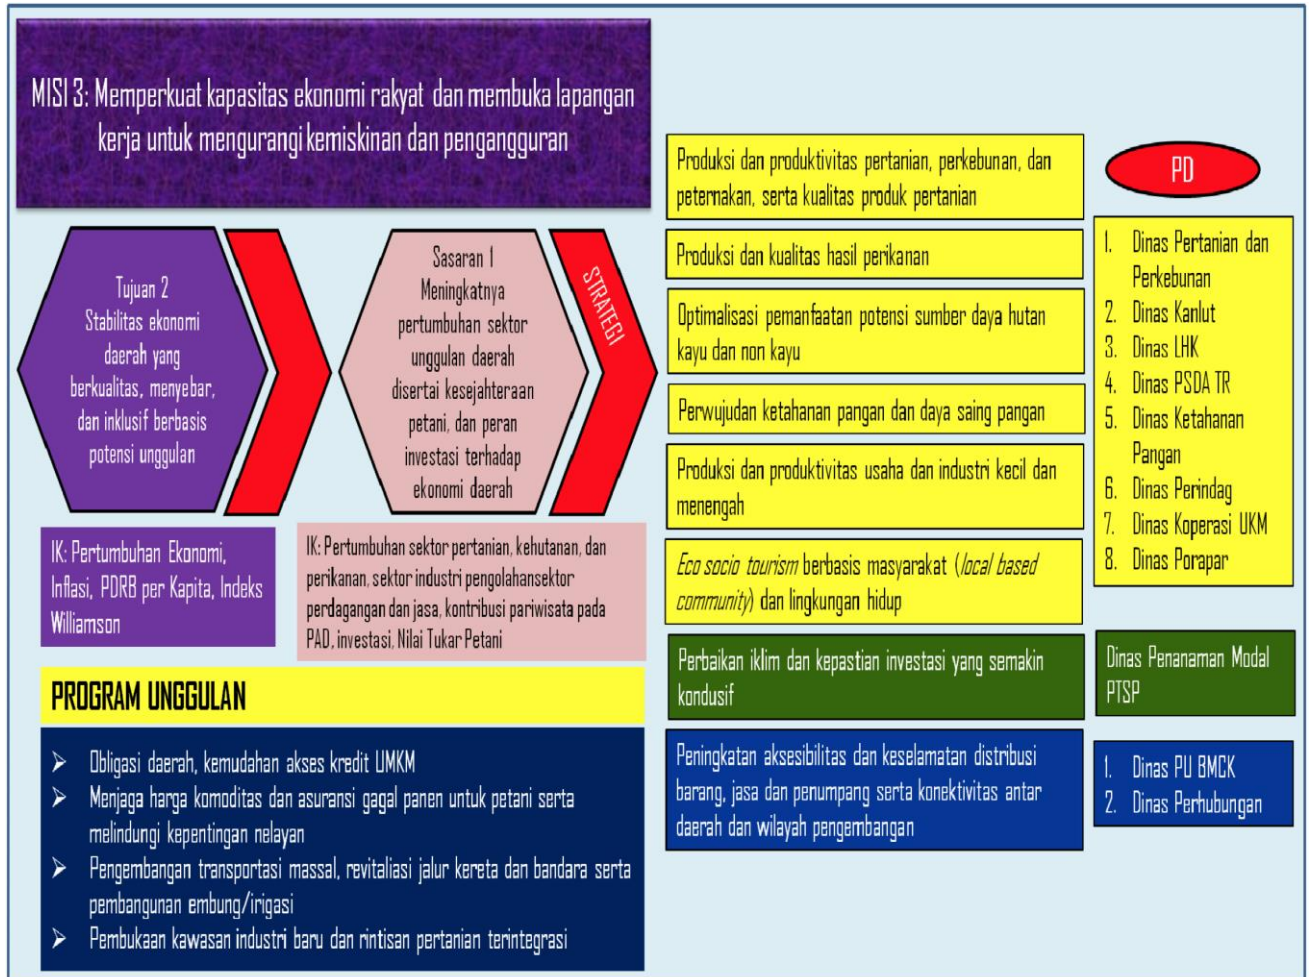 MISI 3: Memperkuat kapasitas ekonomi rakyat dan membuka lapangan
kerja untuk mengurangi kemiskinan dan pengangguran
Tujuan 2
Stabilitas ekonomi
daerah yang
berkualitas, menyebar,
dan inklusif berbasis
potensi unggulan
Sasaran 1
Meningkatnya
pertumbuhan sektor
unggulan daerah
disertai kesejahteraan
petani, dan peran
investasi terhadap
ekonomi daerah
STRATEGI
IK: Pertumbuhan Ekonomi,
Inflasi, PDRB per Kapita, Indeks
Williamson
IK: Pertumbuhan sektor pertanian, kehutanan, dan
perikanan, sektor industri pengolahansektor
perdagangan dan jasa, kontribusi pariwisata pada
PAD, investasi, Nilai Tukar Petani
PROGRAM UNGGULAN
➢ Obligasi daerah, kemudahan akses kredit UMKM
➢ Menjaga harga komoditas dan asuransi gagal panen untuk petani serta
melindungi kepentingan nelayan
➢ Pengembangan transportasi massal, revitaliasi jalur kereta dan bandara serta
pembangunan embung/irigasi
➢ Pembukaan kawasan industri baru dan rintisan pertanian terintegrasi
Produksi dan produktivitas pertanian, perkebunan, dan
peternakan, serta kualitas produk pertanian
Produksi dan kualitas hasil perikanan
Optimalisasi pemanfaatan potensi sumber daya hutan
kayu dan non kayu
Perwujudan ketahanan pangan dan daya saing pangan
Produksi dan produktivitas usaha dan industri kecil dan
menengah
Eco socio tourism berbasis masyarakat (local based
community) dan lingkungan hidup
Perbaikan iklim dan kepastian investasi yang semakin
kondusif
Peningkatan aksesibilitas dan keselamatan distribusi
barang, jasa dan penumpang serta konektivitas antar
daerah dan wilayah pengembangan
PD
1. Dinas Pertanian dan
Perkebunan
2. Dinas Kanlut
3. Dinas LHK
4. Dinas PSDA TR
5. Dinas Ketahanan
Pangan
6. Dinas Perindag
7. Dinas Koperasi UKM
8. Dinas Porapar
Dinas Penanaman Modal
PTSP
1. Dinas PU BMCK
2. Dinas Perhubungan